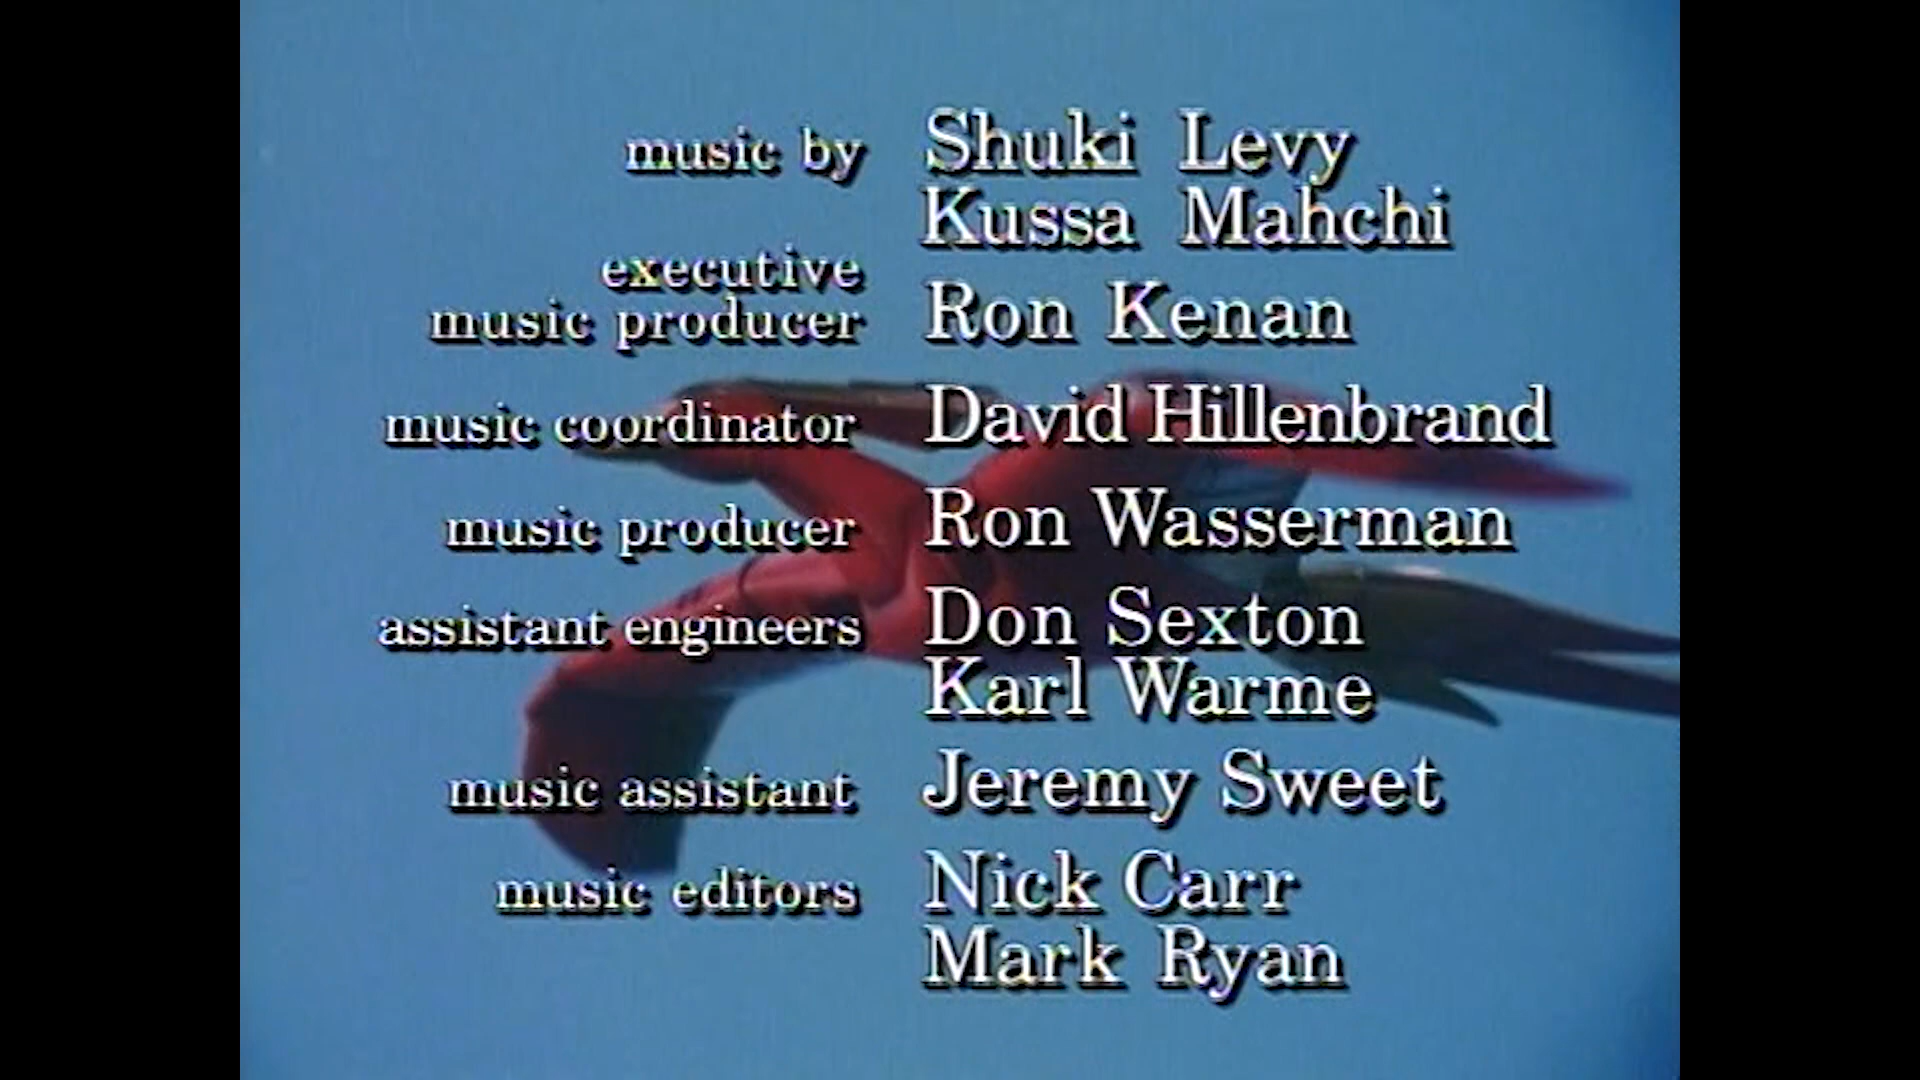 music by Shuki Levy
Kussa Mahchi
executive
music producer Ron Kenan
music coordinator David Hillenbrand
music producer Ron Wasserman
assistant engineers Don Sexton
Karl Warme
music assistant Jeremy Sweet
music editors Nick Carr
Mark Ryan